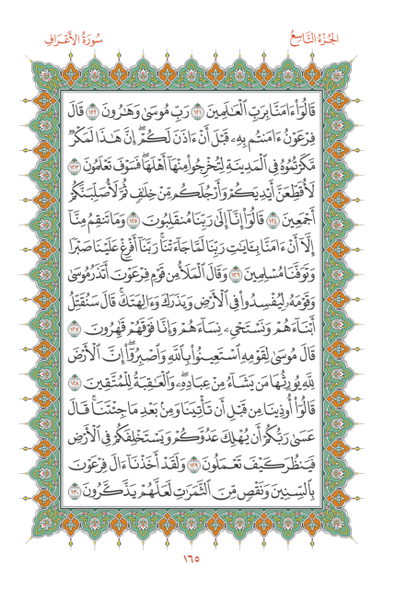 الجُزْءُ التَّاسِعُ سُورَةُ الأَعْرَافِ
قَالُوٓاْ ءَامَنَّا بِرَبِّ ٱلْعَٰلَمِينَ ١٢١ رَبِّ مُوسَىٰ وَهَٰرُونَ ١٢٢ قَالَ
فِرْعَوْنُ ءَامَنتُم بِهِۦ قَبْلَ أَنْ ءَاذَنَ لَكُمْ إِنَّ هَٰذَا لَمَكْرٌ
مَّكَرْتُمُوهُ فِى ٱلْمَدِينَةِ لِتُخْرِجُواْ مِنْهَآ أَهْلَهَا فَسَوْفَ تَعْلَمُونَ ١٢٣
لَأُقَطِّعَنَّ أَيْدِيَكُمْ وَأَرْجُلَكُم مِّنْ خِلَٰفٍ ثُمَّ لَأُصَلِّبَنَّكُمْ
أَجْمَعِينَ ١٢٤ قَالُوٓاْ إِنَّآ إِلَىٰ رَبِّنَا مُنقَلِبُونَ ١٢٥ وَمَا تَنقِمُ مِنَّآ
إِلَّآ أَنْ ءَامَنَّا بِـَٔايَٰتِ رَبِّنَا لَمَّا جَآءَتْنَا رَبَّنَآ أَفْرِغْ عَلَيْنَا صَبْرًا
وَتَوَفَّنَا مُسْلِمِينَ ١٢٦ وَقَالَ ٱلْمَلَأُ مِن قَوْمِ فِرْعَوْنَ أَتَذَرُ مُوسَىٰ
وَقَوْمَهُۥ لِيُفْسِدُواْ فِى ٱلْأَرْضِ وَيَذَرَكَ وَءَالِهَتَكَ قَالَ سَنُقَتِّلُ
أَبْنَآءَهُمْ وَنَسْتَحْىِۦ نِسَآءَهُمْ وَإِنَّا فَوْقَهُمْ قَٰهِرُونَ ١٢٧
قَالَ مُوسَىٰ لِقَوْمِهِ ٱسْتَعِينُواْ بِٱللَّهِ وَٱصْبِرُوٓاْ إِنَّ ٱلْأَرْضَ
لِلَّهِ يُورِثُهَا مَن يَشَآءُ مِنْ عِبَادِهِۦ وَٱلْعَٰقِبَةُ لِلْمُتَّقِينَ ١٢٨
قَالُوٓاْ أُوذِينَا مِن قَبْلِ أَن تَأْتِيَنَا وَمِنۢ بَعْدِ مَا جِئْتَنَا قَالَ
عَسَىٰ رَبُّكُمْ أَن يُهْلِكَ عَدُوَّكُمْ وَيَسْتَخْلِفَكُمْ فِى ٱلْأَرْضِ
فَيَنظُرَ كَيْفَ تَعْمَلُونَ ١٢٩ وَلَقَدْ أَخَذْنَآ ءَالَ فِرْعَوْنَ
بِٱلسِّنِينَ وَنَقْصٍ مِّنَ ٱلثَّمَرَٰتِ لَعَلَّهُمْ يَذَّكَّرُونَ ١٣٠
١٦٥